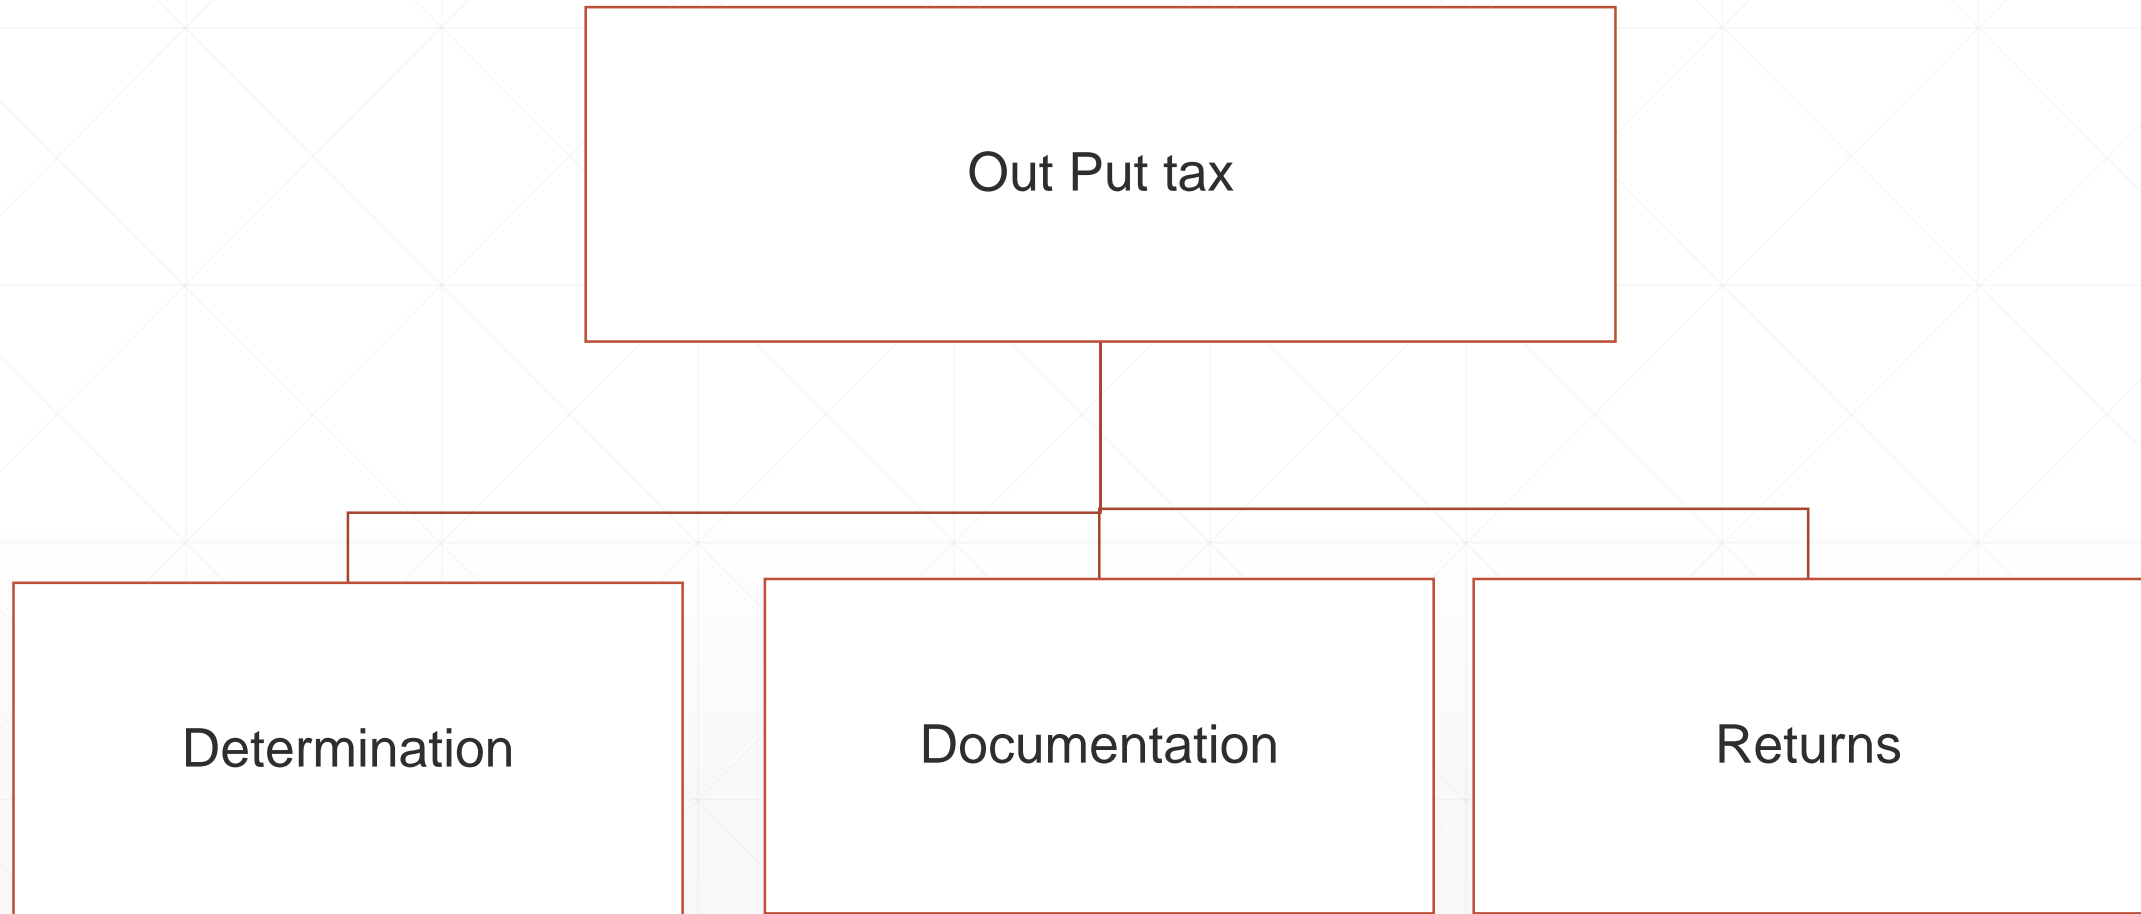 Out Put tax
Determination
Documentation
Returns